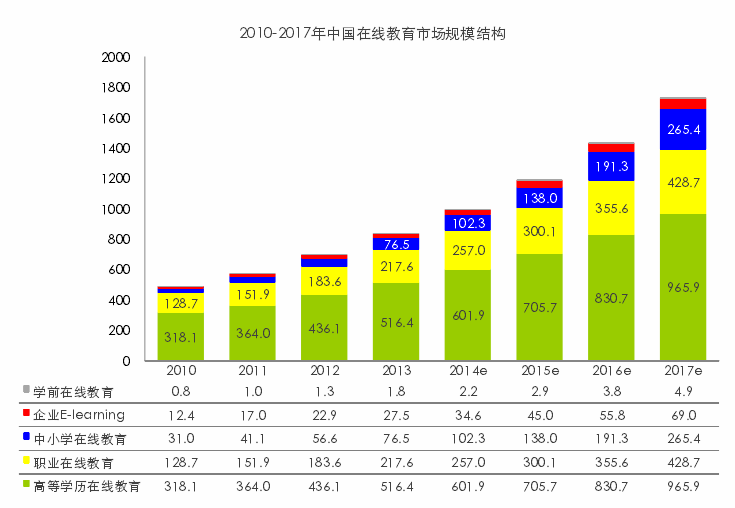 2010-2017年中国在线教育市场规模结构
2000
1800
1600
1400
1200
1000
800
600
400
200
0
318.1 364.0 436.1 516.4 601.9 705.7 830.7 965.9
128.7 151.9 183.6 217.6 257.0 300.1 355.6 428.7
76.5 102.3 138.0 191.3 265.4
2010 2011 2012 2013 2014e 2015e 2016e 2017e
学前在线教育 0.8 1.0 1.3 1.8 2.2 2.9 3.8 4.9
企业E-learning 12.4 17.0 22.9 27.5 34.6 45.0 55.8 69.0
中小学在线教育 31.0 41.1 56.6 76.5 102.3 138.0 191.3 265.4
职业在线教育 128.7 151.9 183.6 217.6 257.0 300.1 355.6 428.7
高等学历在线教育 318.1 364.0 436.1 516.4 601.9 705.7 830.7 965.9